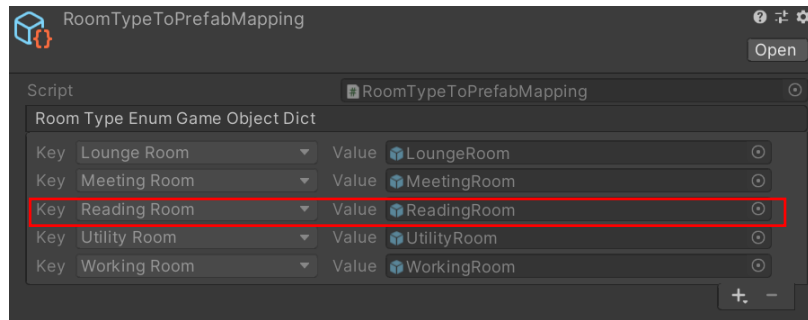 RoomTypeToPrefabMapping
Open
Script RoomTypeToPrefabMapping
Room Type Enum Game Object Dict
Key Lounge Room Value LoungeRoom
Key Meeting Room Value MeetingRoom
Key Reading Room Value ReadingRoom
Key Utility Room Value UtilityRoom
Key Working Room Value WorkingRoom